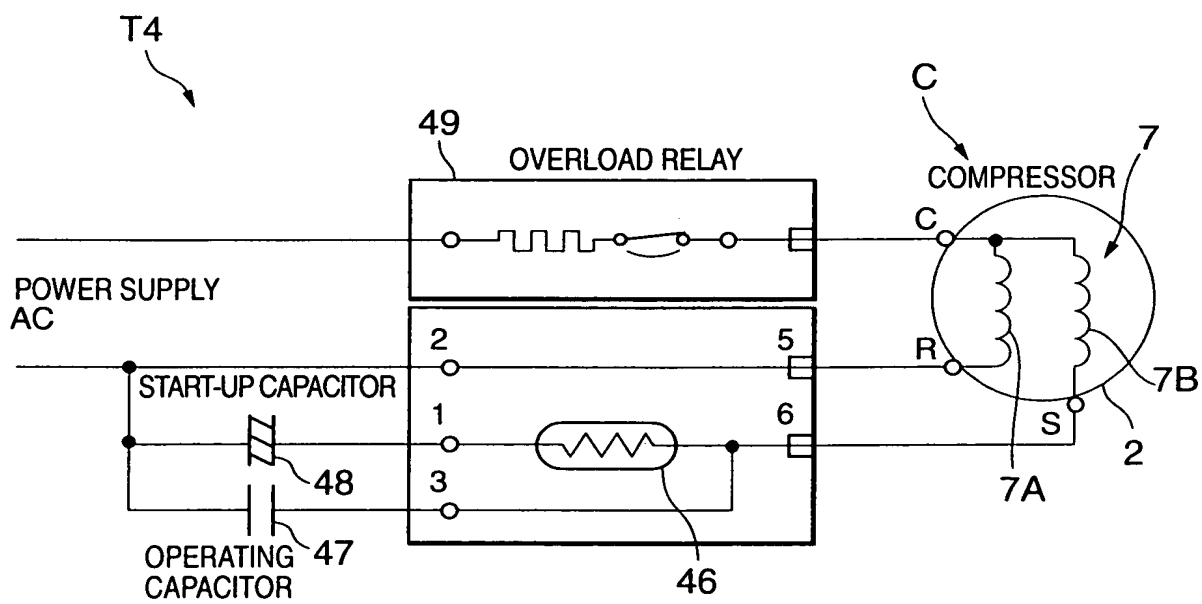 T4
C
49
OVERLOAD RELAY
7
COMPRESSOR
C
POWER SUPPLY
AC
2
5
R
START-UP CAPACITOR
7B
1
6
S
2
48
3
7A
47
OPERATING
CAPACITOR
46